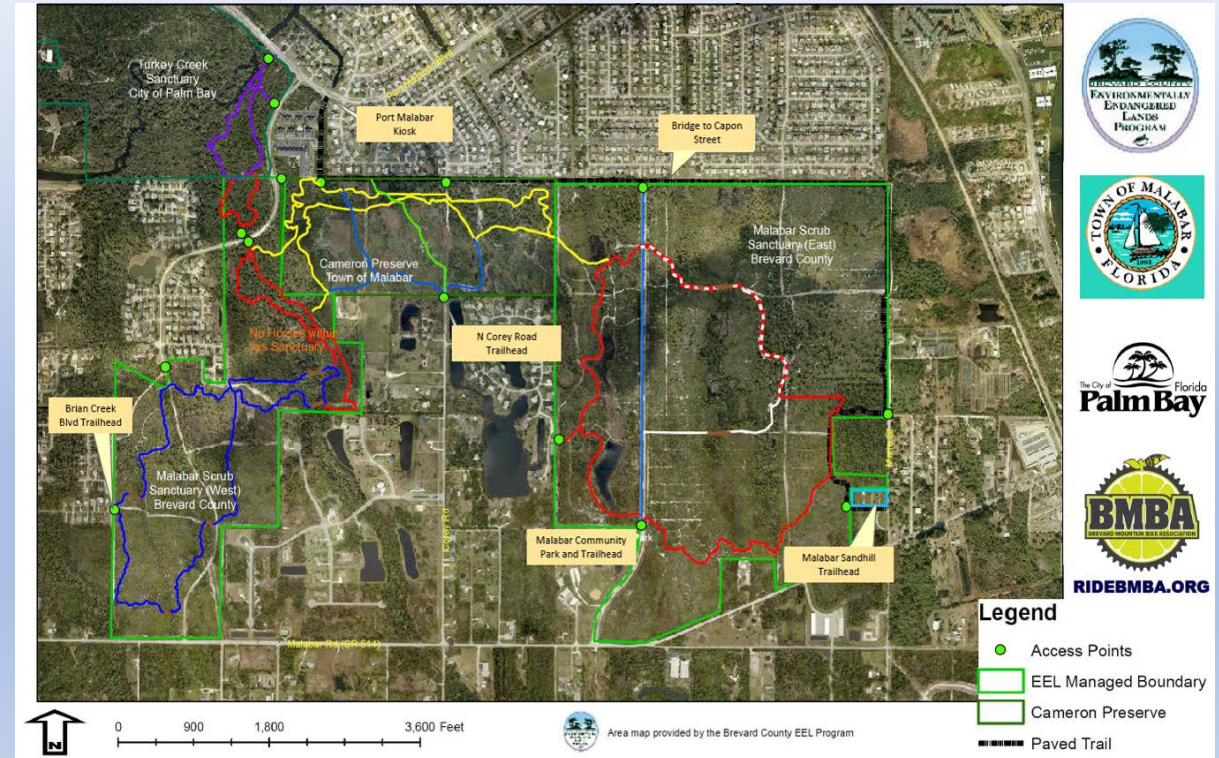 Turkey Creek
Sanctuary
City of Palm Bay
Port Malabar
Kiosk
Bridge to Capon
Street
Malabar Scrub
Sanctuary (East)
Brevard County
Cameron Preserve
Town of Malabar
No Horses within
this Sanctuary
N Corey Road
Trailhead
Brian Creek
Blvd Trailhead
Malabar Scrub
Sanctuary (West)
Brevard County
Corey Rd
Malabar Community
Park and Trailhead
Malabar Sandhill
Trailhead
Malabar Rd (SR 514)
BREVARD COUNTY
ENVIRONMENTALLY
ENDANGERED
LANDS
PROGRAM
TOWN OF MALABAR
FLORIDA
The City of
Florida
Palm Bay
BMBA
BREVARD MOUNTAIN BIKE ASSOCIATION
RIDEBMBA.ORG
Legend
Access Points
EEL Managed Boundary
Cameron Preserve
Paved Trail
N
0 900 1,800 3,600 Feet
Area map provided by the Brevard County EEL Program